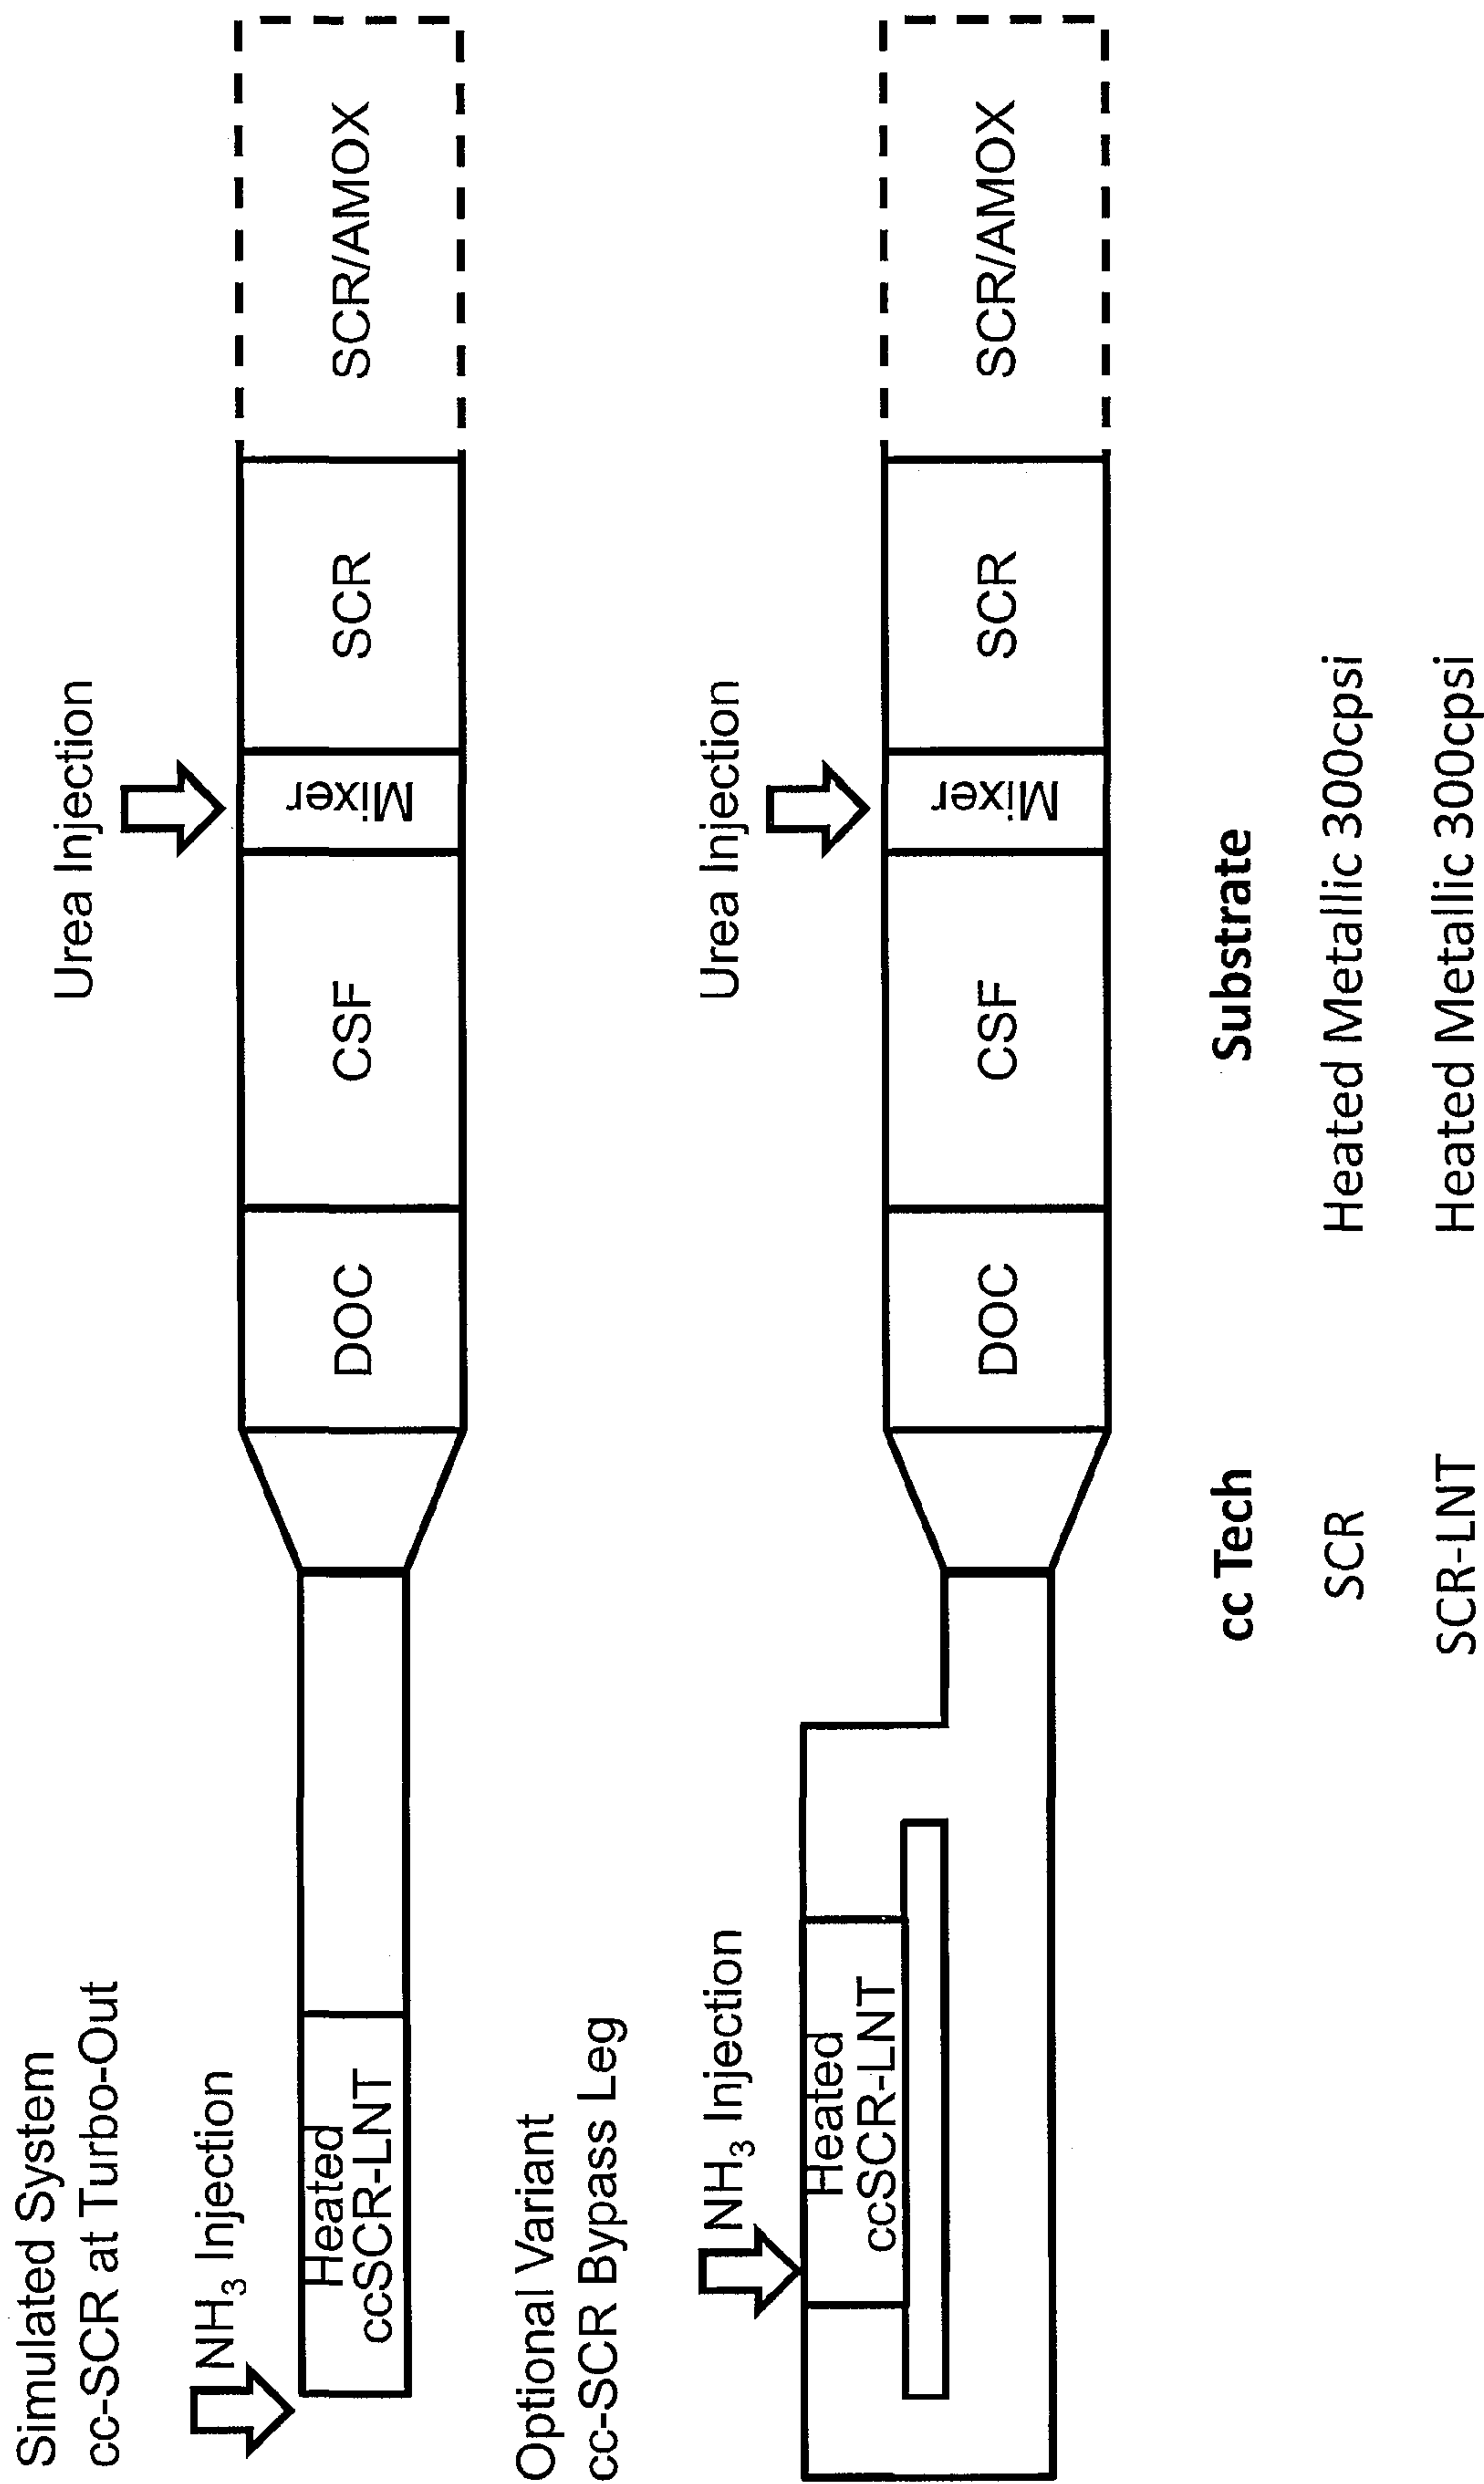 Simulated System
cc-SCR at Turbo-Out
NH₃ Injection
Urea Injection
Heated
ccSCR-LNT
DOC
CSF
Mixer
SCR
SCR/AMOX
Optional Variant
cc-SCR Bypass Leg
NH₃ Injection
Urea Injection
Heated
ccSCR-LNT
DOC
CSF
Mixer
SCR
SCR/AMOX
cc Tech Substrate
SCR Heated Metallic 300cpsi
SCR-LNT Heated Metallic 300cpsi